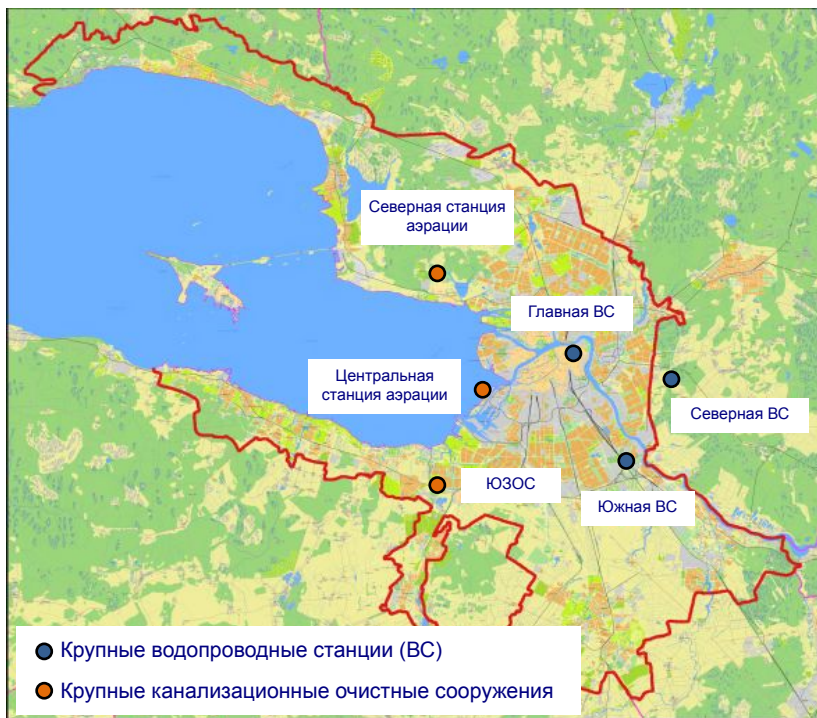 Северная станция
аэрации
Главная ВС
Центральная
станция аэрации
Северная ВС
ЮЗОС
Южная ВС
Крупные водопроводные станции (ВС)
Крупные канализационные очистные сооружения